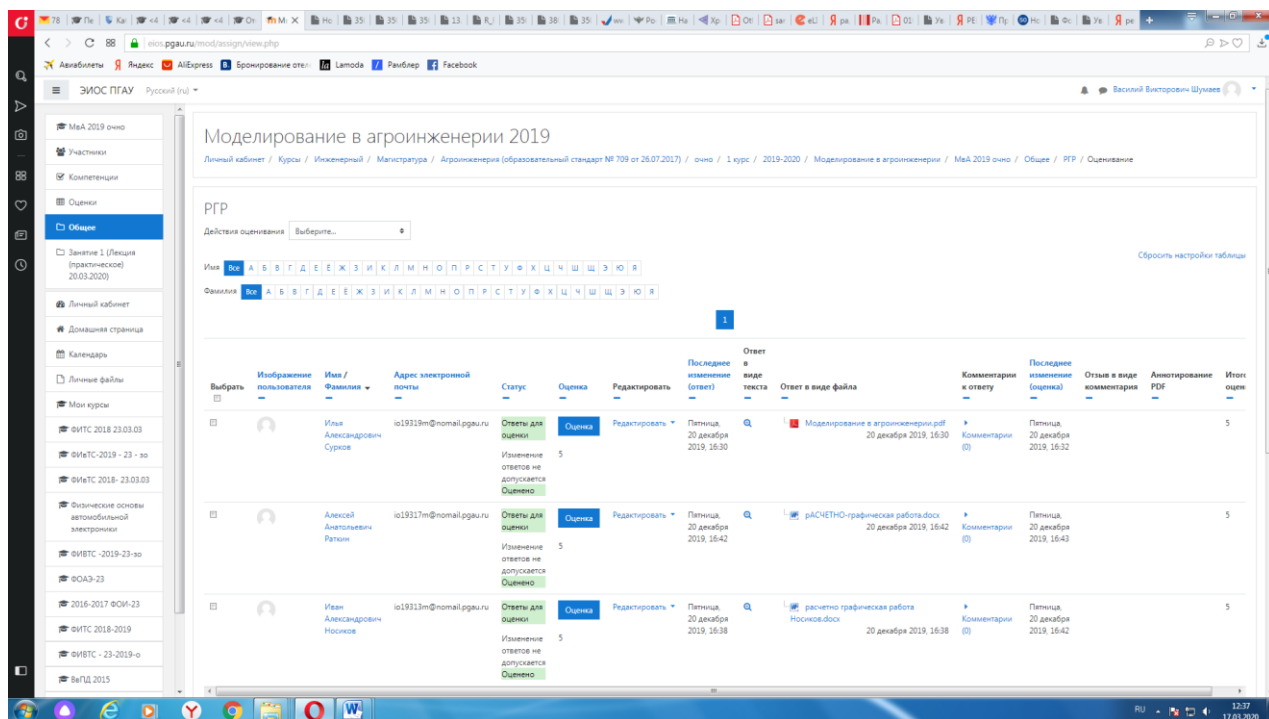 eios.pgau.ru/mod/assign/view.php
Авиабилеты Яндекс AliExpress Бронирование отел Lamoda Рамблер Facebook
ЭИОС ПГАУ Русский (ru)
Василий Викторович Шумаев
МвА 2019 очно
Участники
Компетенции
Оценки
Общее
Занятие 1 (Лекция
(практическое)
20.03.2020)
Личный кабинет
Домашняя страница
Календарь
Личные файлы
Мои курсы
ФИТС 2018 23.03.03
ФИвТС-2019 - 23 - зо
ФИвТС 2018- 23.03.03
Физические основы
автомобильной
электроники
ФИВТС -2019-23-зо
ФОАЭ-23
2016-2017 ФОИ-23
ФИТС 2018-2019
ФИВТС - 23-2019-о
ВвПД 2015
Моделирование в агроинженерии 2019
Личный кабинет / Курсы / Инженерный / Магистратура / Агроинженерия (образовательный стандарт № 709 от 26.07.2017) / очно / 1 курс / 2019-2020 / Моделирование в агроинженерии / МвА 2019 очно / Общее / РГР / Оценивание
РГР
Действия оценивания Выберите...
Сбросить настройки таблицы
Имя Все А Б В Г Д Е Ё Ж З И К Л М Н О П Р С Т У Ф Х Ц Ч Ш Щ Э Ю Я
Фамилия Все А Б В Г Д Е Ё Ж З И К Л М Н О П Р С Т У Ф Х Ц Ч Ш Щ Э Ю Я
1
Выбрать
Изображение
пользователя
Имя /
Фамилия
Адрес электронной
почты
Статус
Оценка
Редактировать
Последнее
изменение
(ответ)
Ответ
в
виде
текста
Ответ в виде файла
Комментарии
к ответу
Последнее
изменение
(оценка)
Отзыв в виде
комментария
Аннотирование
PDF
Итого
оцен
Илья
Александрович
Сурков
io19319m@nomail.pgau.ru
Ответы для
оценки
Изменение
ответов не
допускается
Оценено
Оценка
5
Редактировать
Пятница,
20 декабря
2019, 16:30
Моделирование в агроинженерии.pdf
20 декабря 2019, 16:30
Комментарии
(0)
Пятница,
20 декабря
2019, 16:32
5
Алексей
Анатольевич
Раткин
io19317m@nomail.pgau.ru
Ответы для
оценки
Изменение
ответов не
допускается
Оценено
Оценка
5
Редактировать
Пятница,
20 декабря
2019, 16:42
рАСЧЕТНО-графическая работа.docx
20 декабря 2019, 16:42
Комментарии
(0)
Пятница,
20 декабря
2019, 16:43
5
Иван
Александрович
Носиков
io19313m@nomail.pgau.ru
Ответы для
оценки
Изменение
ответов не
допускается
Оценено
Оценка
5
Редактировать
Пятница,
20 декабря
2019, 16:38
расчетно графическая работа
Носиков.docx
20 декабря 2019, 16:38
Комментарии
(0)
Пятница,
20 декабря
2019, 16:42
5
RU
12:37
17.03.2020